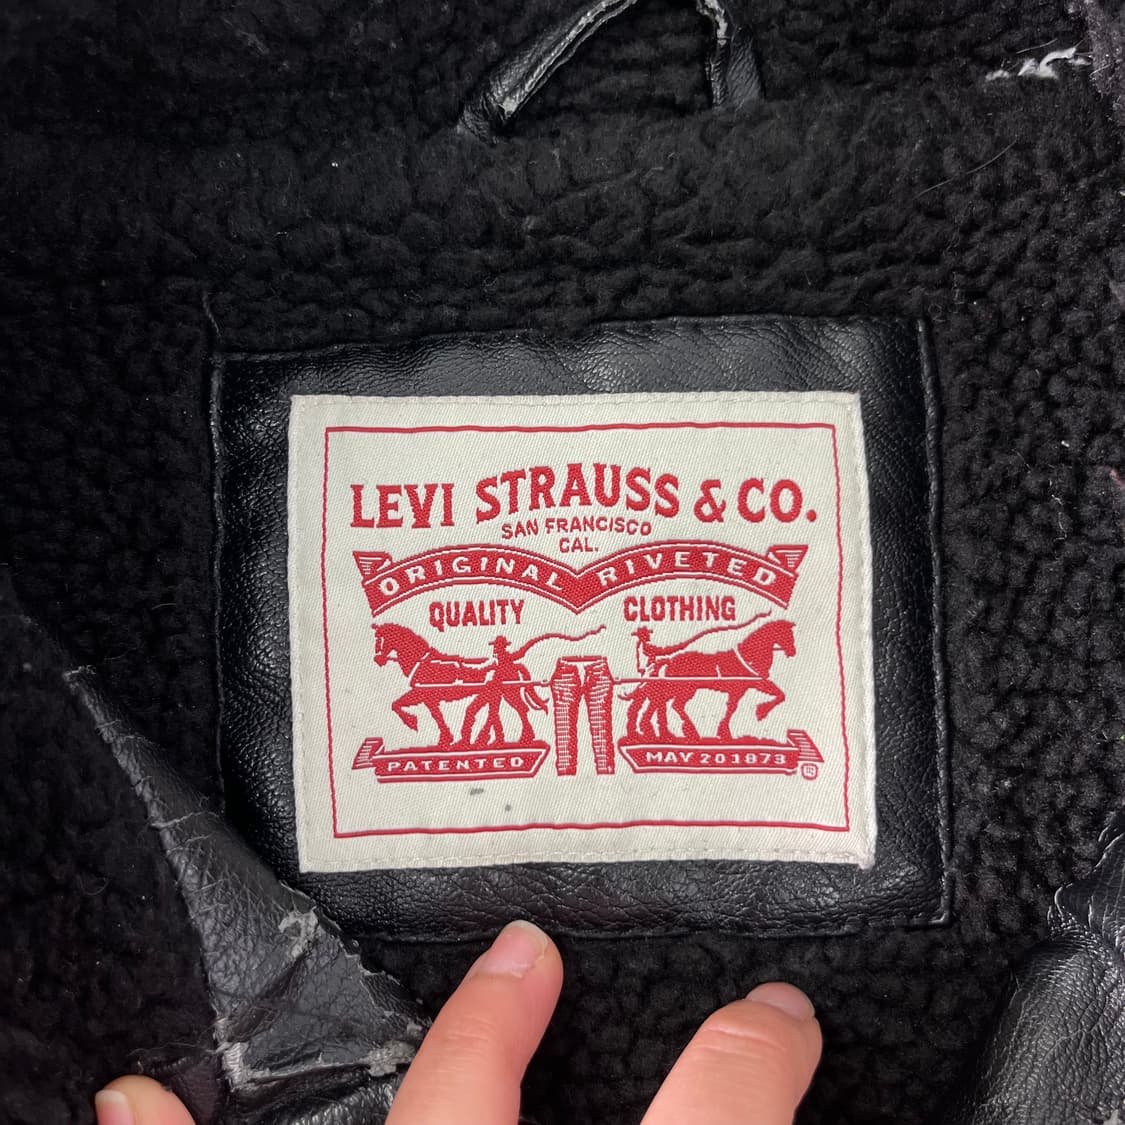 LEVI STRAUSS & CO.
SAN FRANCISCO
CAL.
ORIGINAL RIVETED
QUALITY CLOTHING
PATENTED MAY 20 1873
®